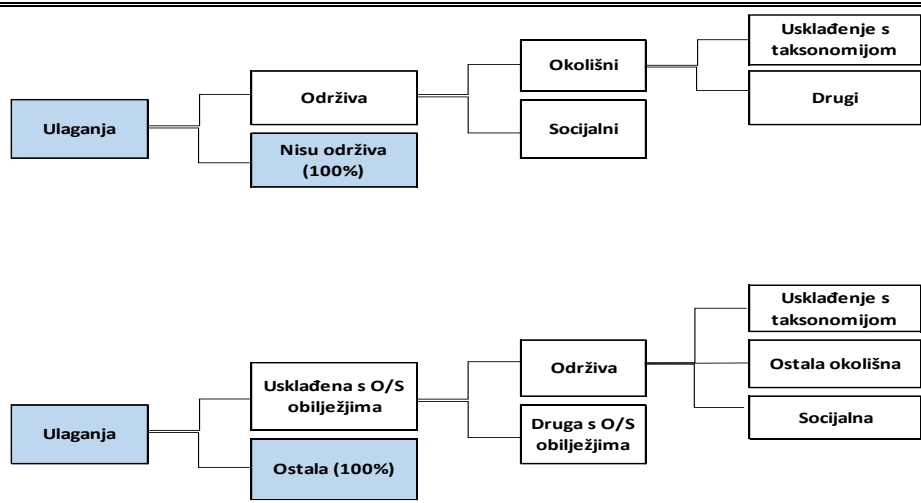 Usklađenje s
taksonomijom
Okolišni
Održiva
Drugi
Ulaganja
Socijalni
Nisu održiva
(100%)
Usklađenje s
taksonomijom
Održiva
Ostala okolišna
Usklađena s O/S
obilježjima
Socijalna
Ulaganja
Druga s O/S
obilježjima
Ostala (100%)